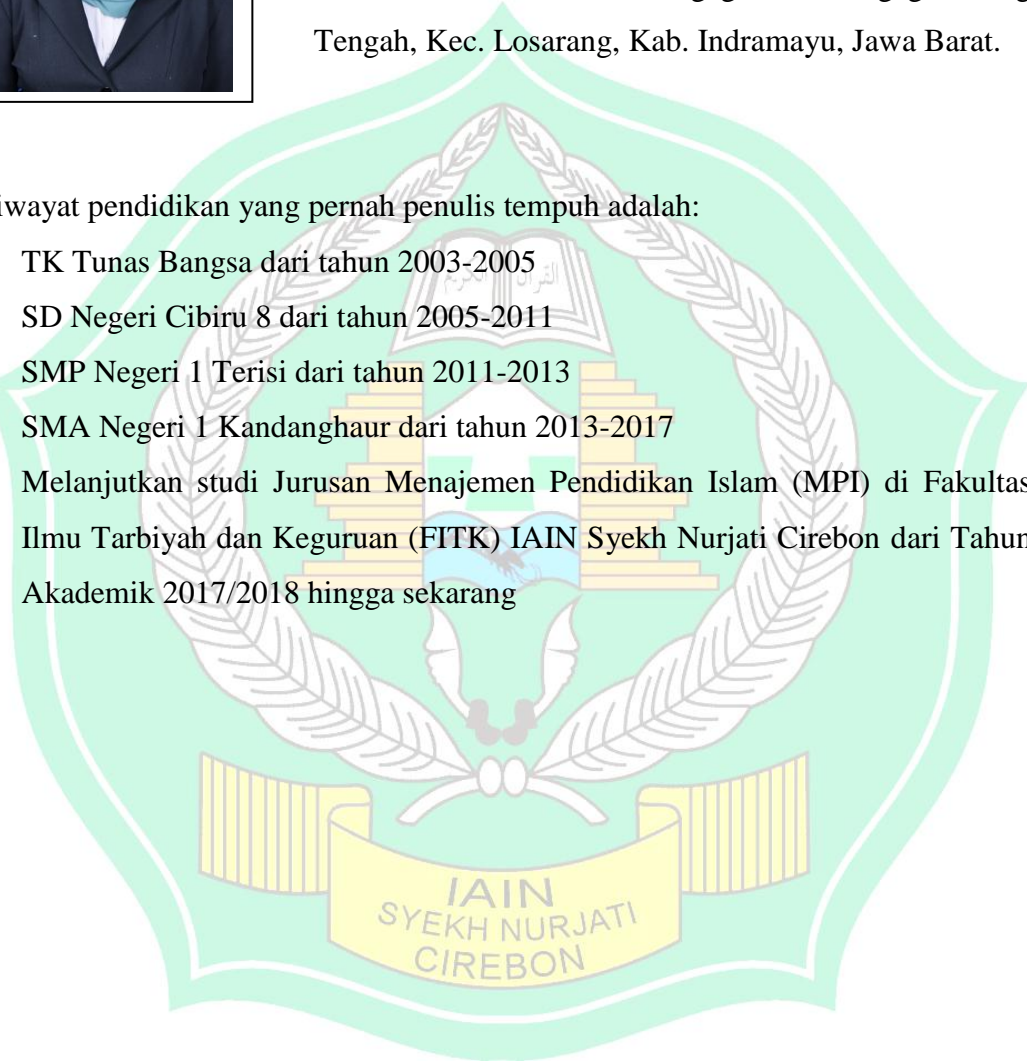 Tengah, Kec. Losarang, Kab. Indramayu, Jawa Barat.
iwayat pendidikan yang pernah penulis tempuh adalah:
TK Tunas Bangsa dari tahun 2003-2005
SD Negeri Cibiru 8 dari tahun 2005-2011
SMP Negeri 1 Terisi dari tahun 2011-2013
SMA Negeri 1 Kandanghaur dari tahun 2013-2017
Melanjutkan studi Jurusan Menajemen Pendidikan Islam (MPI) di Fakultas
Ilmu Tarbiyah dan Keguruan (FITK) IAIN Syekh Nurjati Cirebon dari Tahun
Akademik 2017/2018 hingga sekarang
القرآن الكريم
IAIN
SYEKH NURJATI
CIREBON